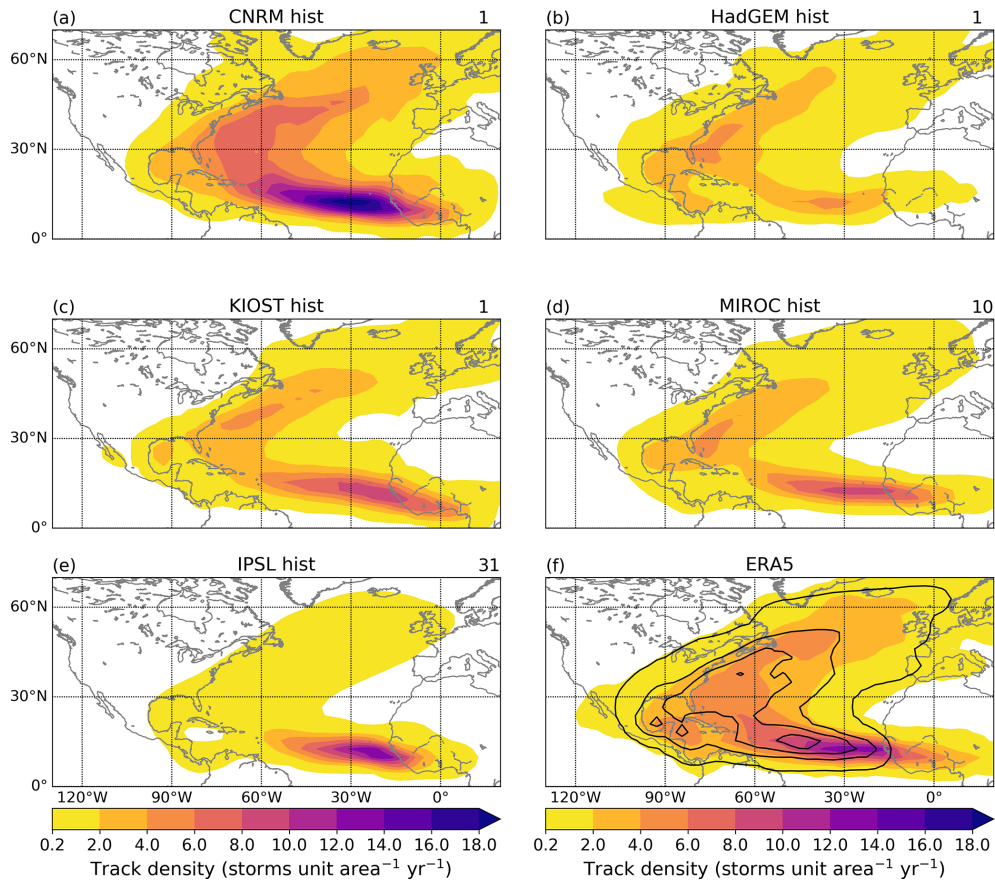 (a) CNRM hist 1
(b) HadGEM hist 1
60°N
30°N
0°
(c) KIOST hist 1
(d) MIROC hist 10
60°N
30°N
0°
(e) IPSL hist 31
(f) ERA5
60°N
30°N
0°
120°W 90°W 60°W 30°W 0°
120°W 90°W 60°W 30°W 0°
0.2 2.0 4.0 6.0 8.0 10.0 12.0 14.0 16.0 18.0
0.2 2.0 4.0 6.0 8.0 10.0 12.0 14.0 16.0 18.0
Track density (storms unit area⁻¹ yr⁻¹)
Track density (storms unit area⁻¹ yr⁻¹)